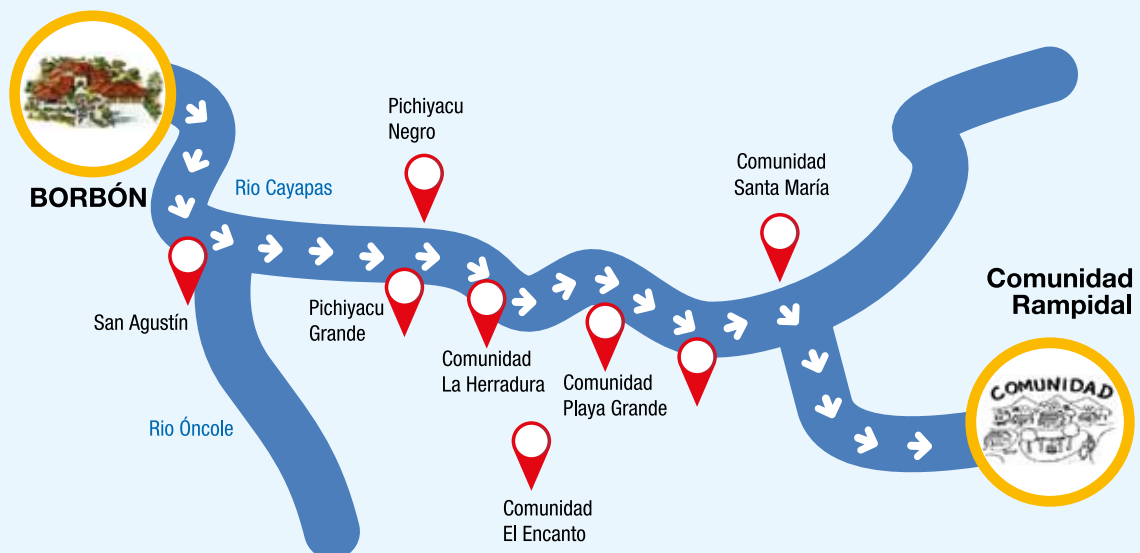 BORBÓN
Rio Cayapas
Pichiyacu
Negro
Comunidad
Santa María
Comunidad
Rampidal
San Agustín
Pichiyacu
Grande
Comunidad
La Herradura
Comunidad
Playa Grande
Rio Óncole
Comunidad
El Encanto
COMUNIDAD